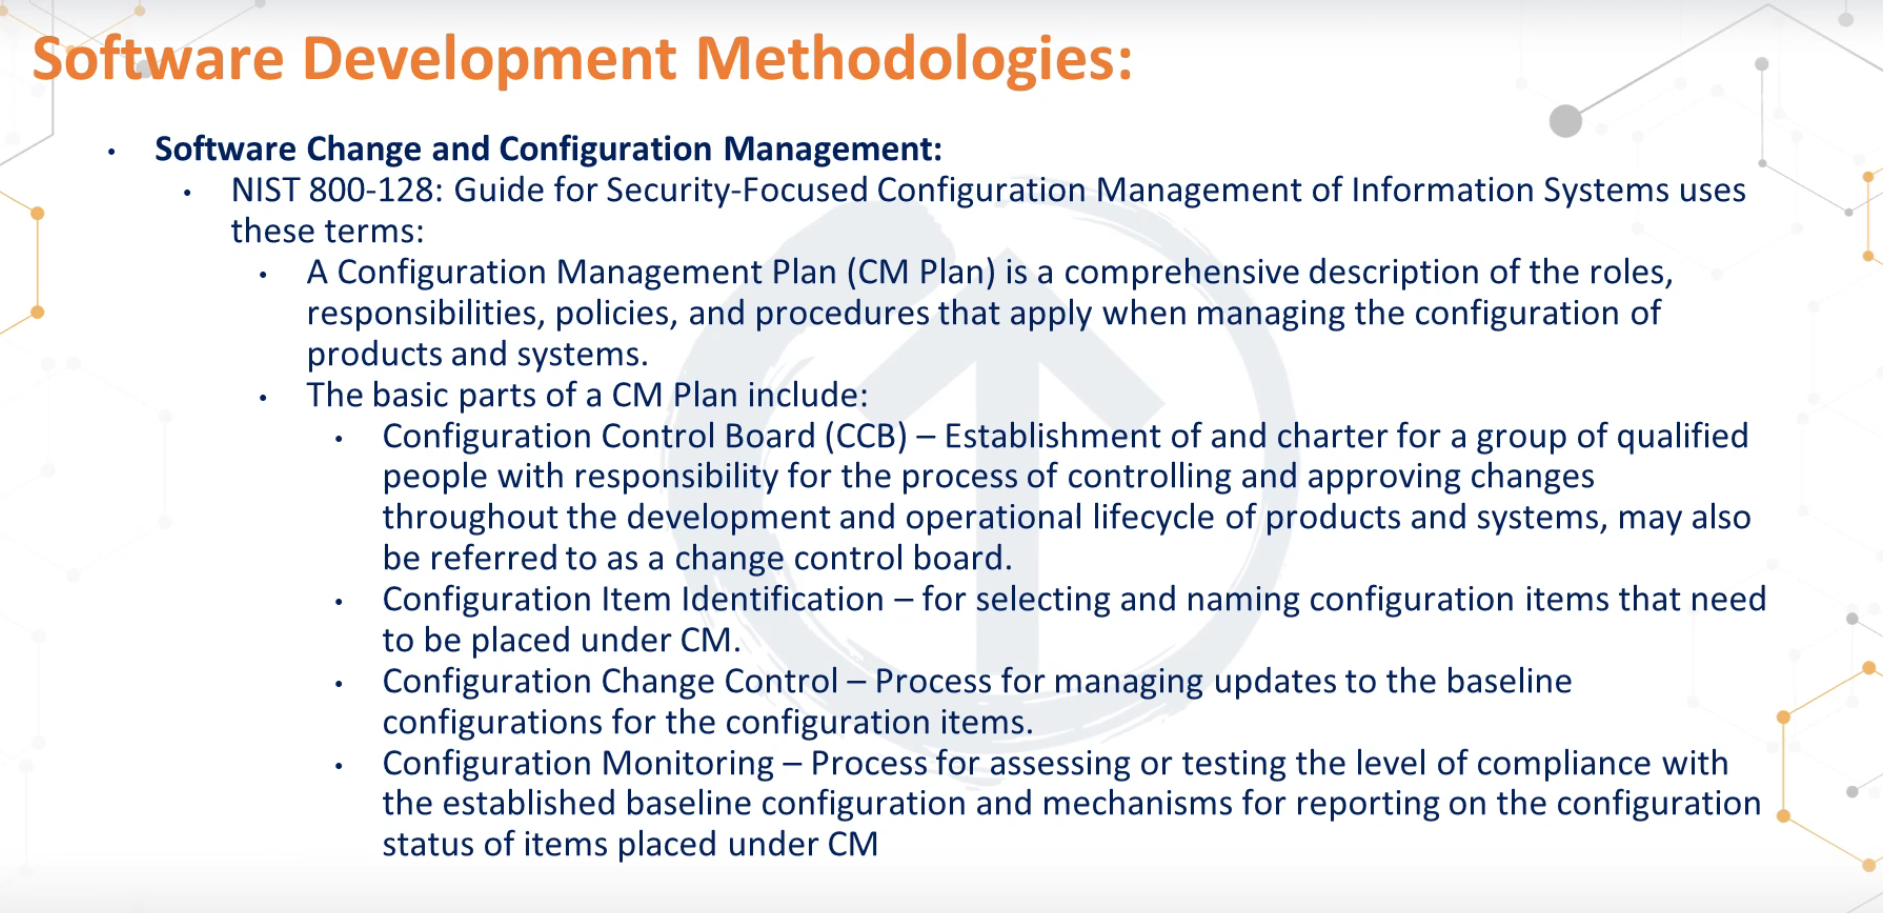 Software Development Methodologies:
• Software Change and Configuration Management:
• NIST 800-128: Guide for Security-Focused Configuration Management of Information Systems uses
these terms:
• A Configuration Management Plan (CM Plan) is a comprehensive description of the roles,
responsibilities, policies, and procedures that apply when managing the configuration of
products and systems.
• The basic parts of a CM Plan include:
• Configuration Control Board (CCB) – Establishment of and charter for a group of qualified
people with responsibility for the process of controlling and approving changes
throughout the development and operational lifecycle of products and systems, may also
be referred to as a change control board.
• Configuration Item Identification – for selecting and naming configuration items that need
to be placed under CM.
• Configuration Change Control – Process for managing updates to the baseline
configurations for the configuration items.
• Configuration Monitoring – Process for assessing or testing the level of compliance with
the established baseline configuration and mechanisms for reporting on the configuration
status of items placed under CM